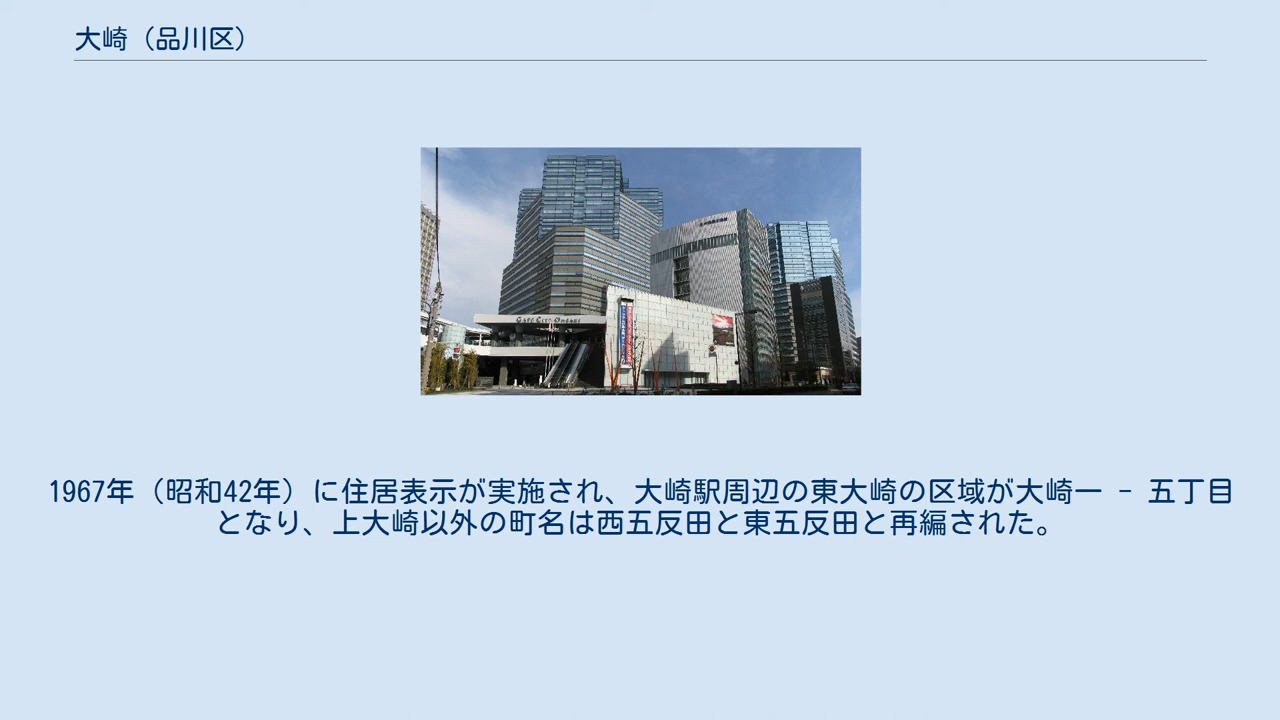 大崎（品川区）
GATE CITY OHSAKI
1967年（昭和42年）に住居表示が実施され、大崎駅周辺の東大崎の区域が大崎一 - 五丁目
となり、上大崎以外の町名は西五反田と東五反田と再編された。